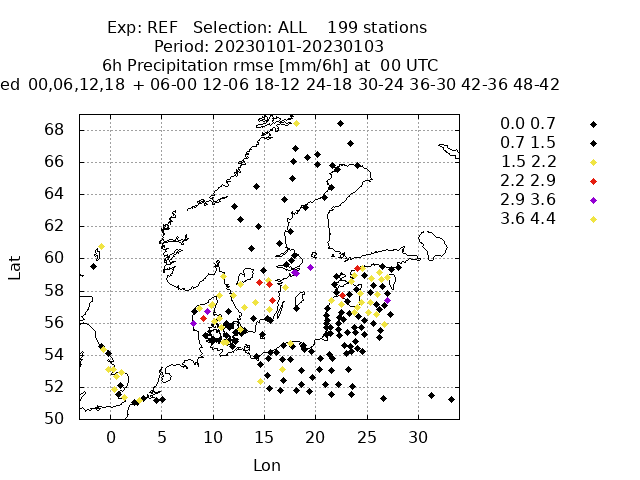 Exp: REF   Selection: ALL    199 stations
Period: 20230101-20230103
6h Precipitation rmse [mm/6h] at  00 UTC
ed 00,06,12,18 + 06-00 12-06 18-12 24-18 30-24 36-30 42-36 48-42
0.0 0.7
0.7 1.5
1.5 2.2
2.2 2.9
2.9 3.6
3.6 4.4
68
66
64
62
60
58
56
54
52
50
Lat
0 5 10 15 20 25 30
Lon